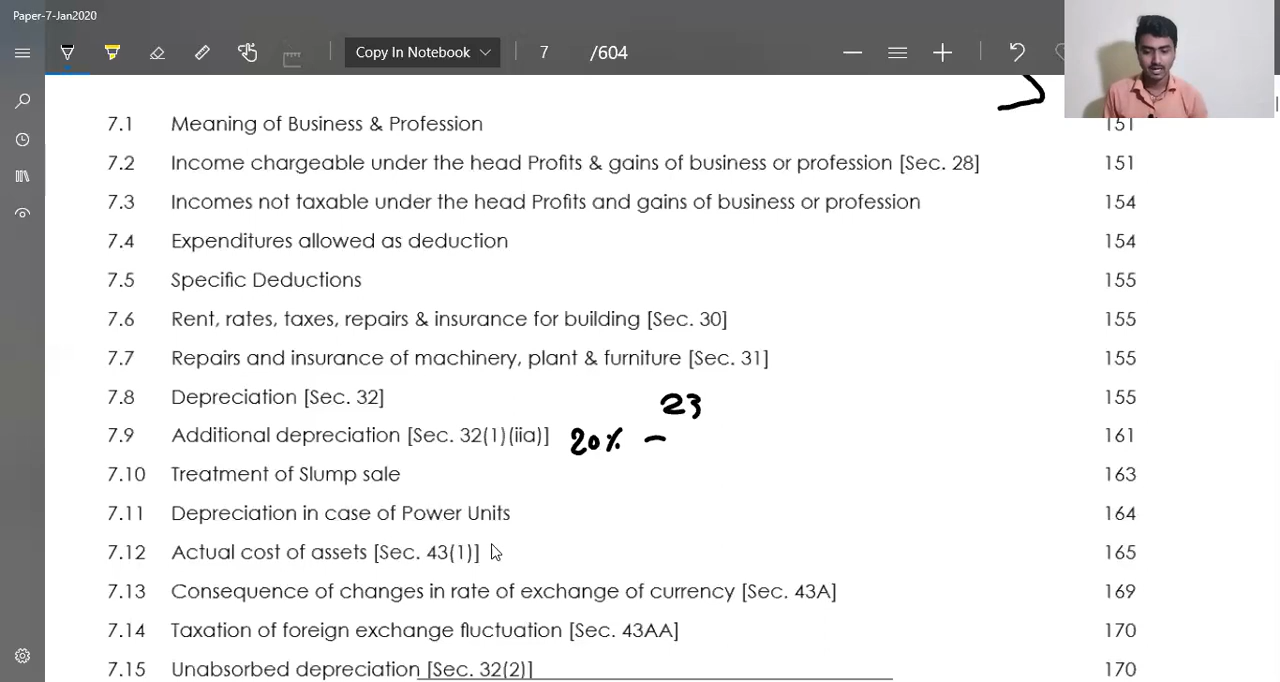 Paper-7-Jan2020
Copy In Notebook
7 /604
7.1 Meaning of Business & Profession 151
7.2 Income chargeable under the head Profits & gains of business or profession [Sec. 28] 151
7.3 Incomes not taxable under the head Profits and gains of business or profession 154
7.4 Expenditures allowed as deduction 154
7.5 Specific Deductions 155
7.6 Rent, rates, taxes, repairs & insurance for building [Sec. 30] 155
7.7 Repairs and insurance of machinery, plant & furniture [Sec. 31] 155
7.8 Depreciation [Sec. 32] 155
23
7.9 Additional depreciation [Sec. 32(1)(iia)] 20% – 161
7.10 Treatment of Slump sale 163
7.11 Depreciation in case of Power Units 164
7.12 Actual cost of assets [Sec. 43(1)] 165
7.13 Consequence of changes in rate of exchange of currency [Sec. 43A] 169
7.14 Taxation of foreign exchange fluctuation [Sec. 43AA] 170
7.15 Unabsorbed depreciation [Sec. 32(2)] 170